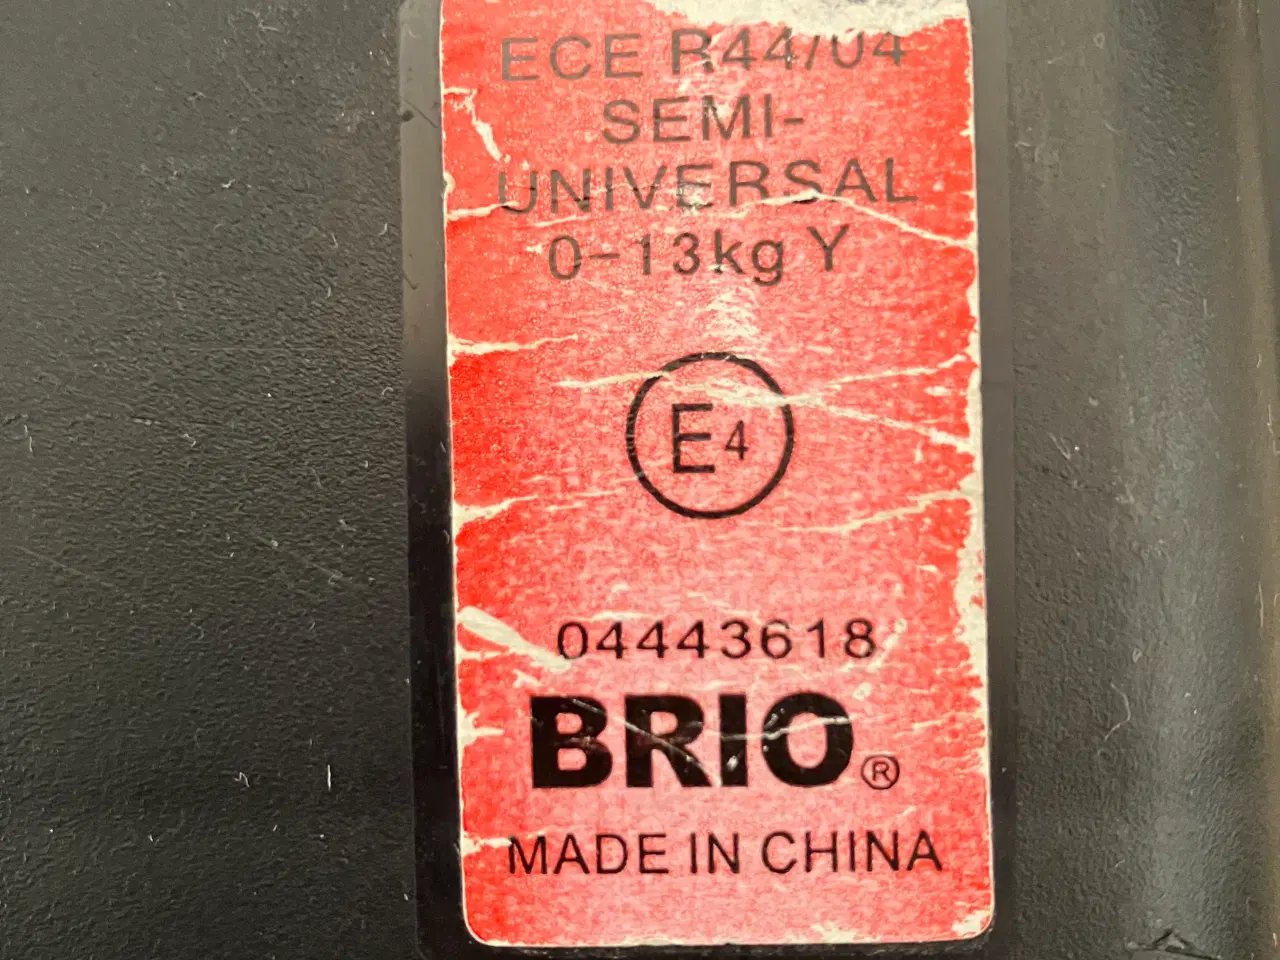 ECE R44/04
SEMI-
UNIVERSAL
0-13kg Y
E4
04443618
BRIO®
MADE IN CHINA